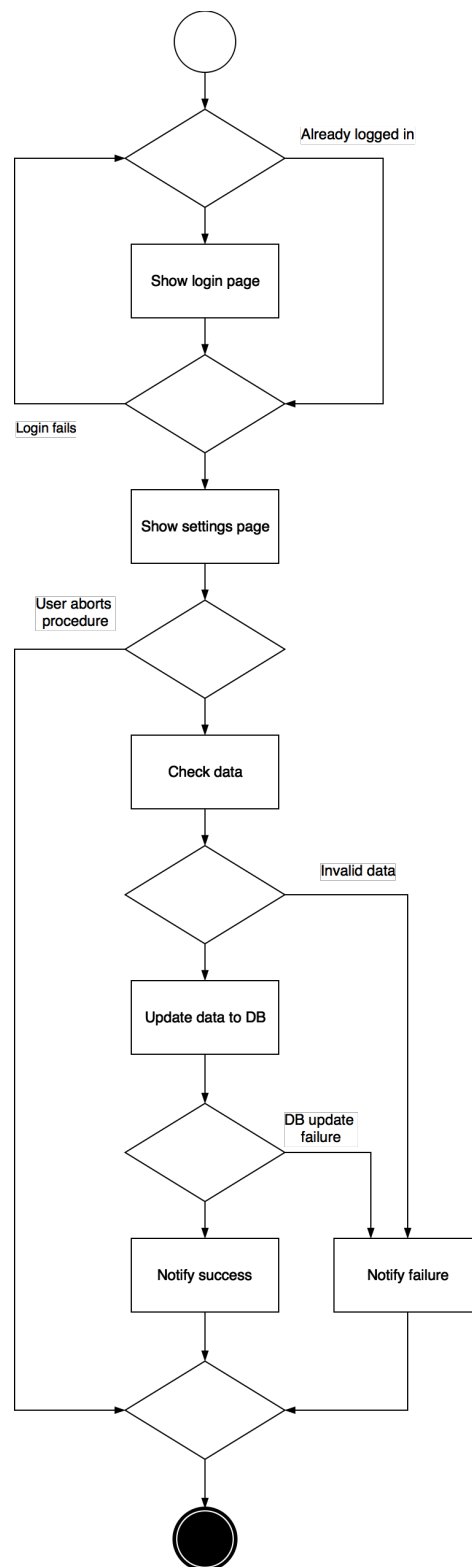 Already logged in
Show login page
Login fails
Show settings page
User aborts
procedure
Check data
Invalid data
Update data to DB
DB update
failure
Notify success
Notify failure